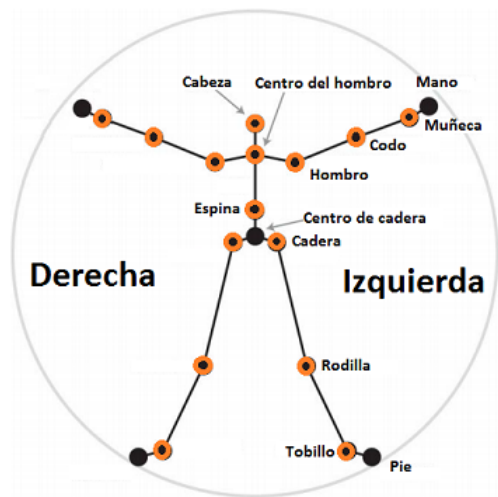 Cabeza
Centro del hombro
Mano
Muñeca
Codo
Hombro
Espina
Centro de cadera
Cadera
Derecha
Izquierda
Rodilla
Tobillo
Pie